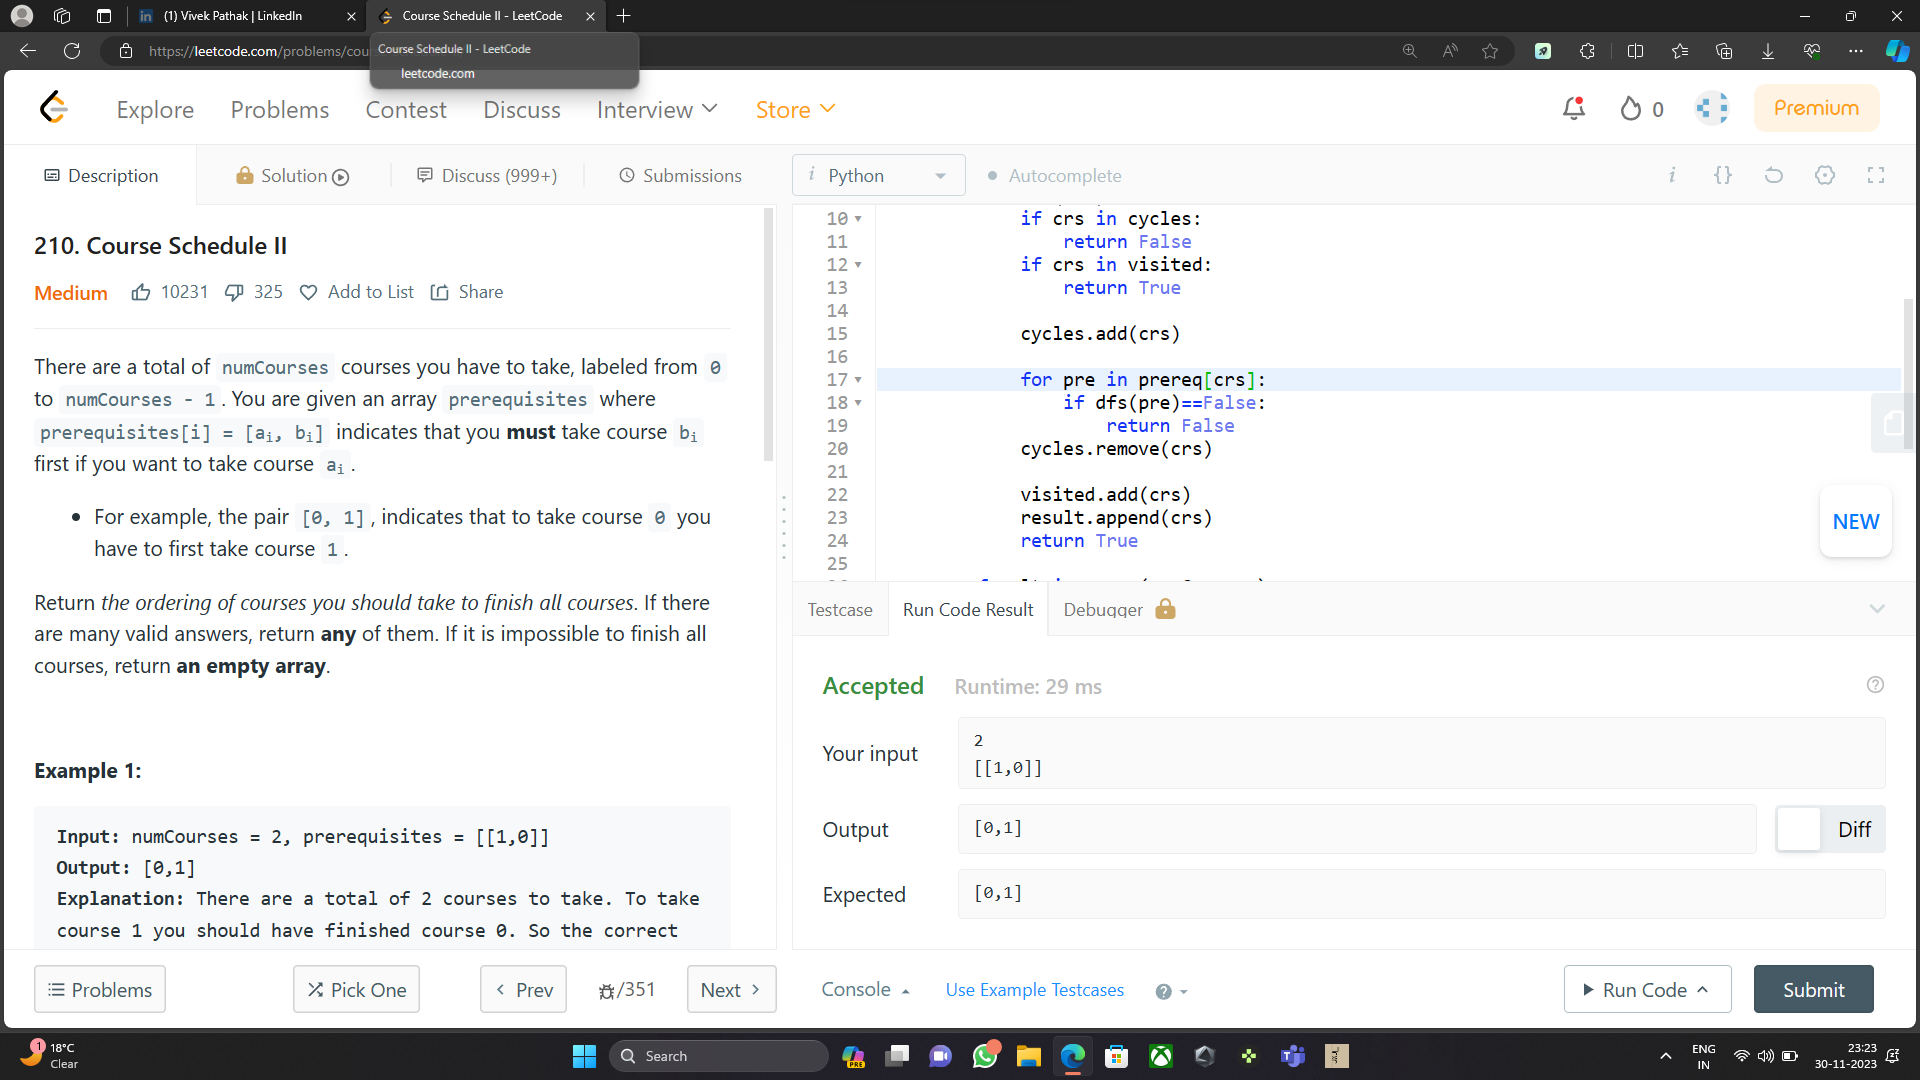 (1) Vivek Pathak | LinkedIn
Course Schedule II - LeetCode
https://leetcode.com/problems/cou
Course Schedule II - LeetCode
leetcode.com
Explore Problems Contest Discuss Interview Store
0 Premium
Description Solution Discuss (999+) Submissions
i Python Autocomplete
210. Course Schedule II
Medium 10231 325 Add to List Share
There are a total of numCourses courses you have to take, labeled from 0
to numCourses - 1. You are given an array prerequisites where
prerequisites[i] = [ai, bi] indicates that you must take course bi
first if you want to take course ai.
• For example, the pair [0, 1], indicates that to take course 0 you
have to first take course 1.
Return the ordering of courses you should take to finish all courses. If there
are many valid answers, return any of them. If it is impossible to finish all
courses, return an empty array.
Example 1:
Input: numCourses = 2, prerequisites = [[1,0]]
Output: [0,1]
Explanation: There are a total of 2 courses to take. To take
course 1 you should have finished course 0. So the correct
Problems Pick One Prev /351 Next
10 if crs in cycles:
11 return False
12 if crs in visited:
13 return True
14
15 cycles.add(crs)
16
17 for pre in prereq[crs]:
18 if dfs(pre)==False:
19 return False
20 cycles.remove(crs)
21
22 visited.add(crs)
23 result.append(crs)
24 return True
25
NEW
Testcase Run Code Result Debugger
Accepted Runtime: 29 ms
Your input
2
[[1,0]]
Output [0,1] Diff
Expected [0,1]
Console Use Example Testcases Run Code Submit
1 18°C
Clear
Search
PRE
ENG
IN
23:23
30-11-2023